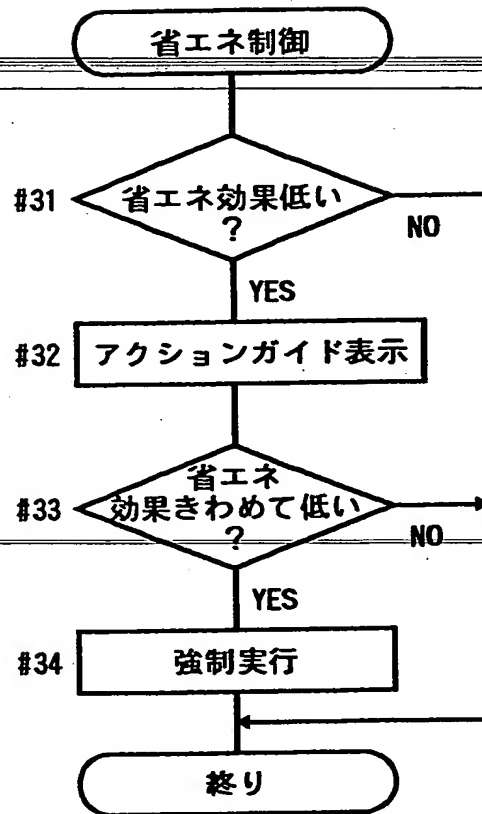 省エネ制御
#31
省エネ効果低い
?
NO
YES
#32
アクションガイド表示
#33
省エネ
効果きわめて低い
?
NO
YES
#34
強制実行
終り